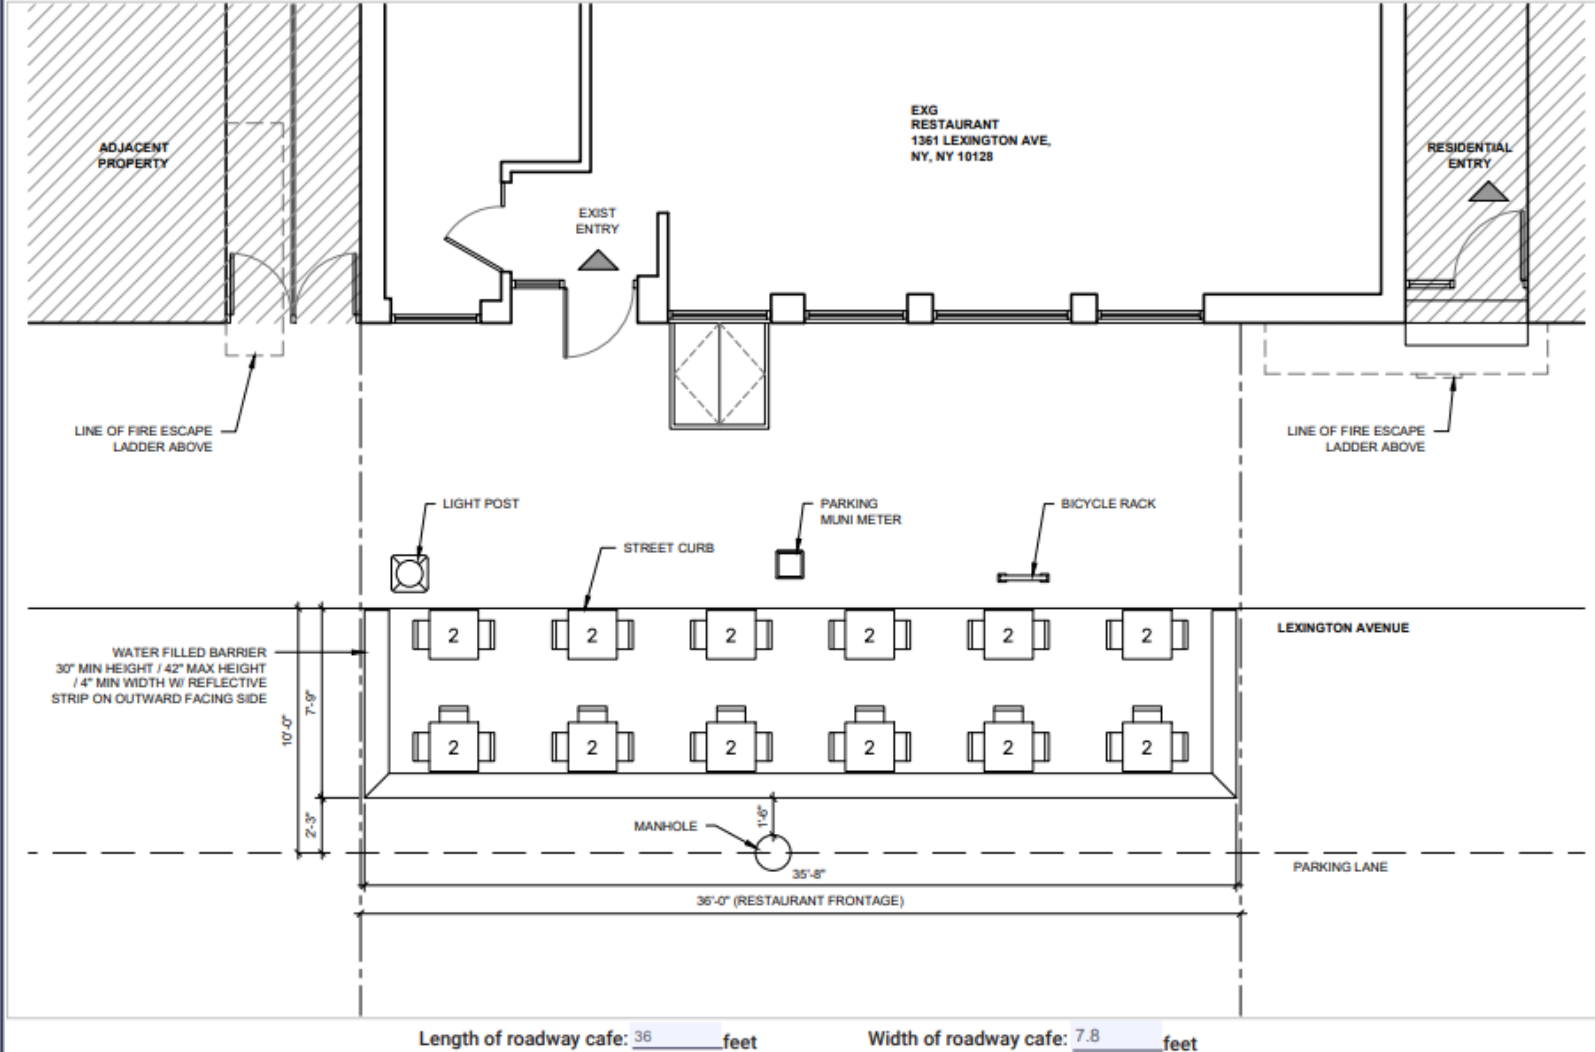 EXG
RESTAURANT
1361 LEXINGTON AVE,
NY, NY 10128
ADJACENT
PROPERTY
RESIDENTIAL
ENTRY
EXIST
ENTRY
LINE OF FIRE ESCAPE
LADDER ABOVE
LINE OF FIRE ESCAPE
LADDER ABOVE
LIGHT POST
PARKING
MUNI METER
BICYCLE RACK
STREET CURB
LEXINGTON AVENUE
2 2 2 2 2 2
WATER FILLED BARRIER
30" MIN HEIGHT / 42" MAX HEIGHT
/ 4" MIN WIDTH W/ REFLECTIVE
STRIP ON OUTWARD FACING SIDE
10'-0"
7'-9"
2 2 2 2 2 2
2'-3"
MANHOLE
1'-6"
PARKING LANE
35'-8"
36'-0" (RESTAURANT FRONTAGE)
Length of roadway cafe: 36 feet
Width of roadway cafe: 7.8 feet